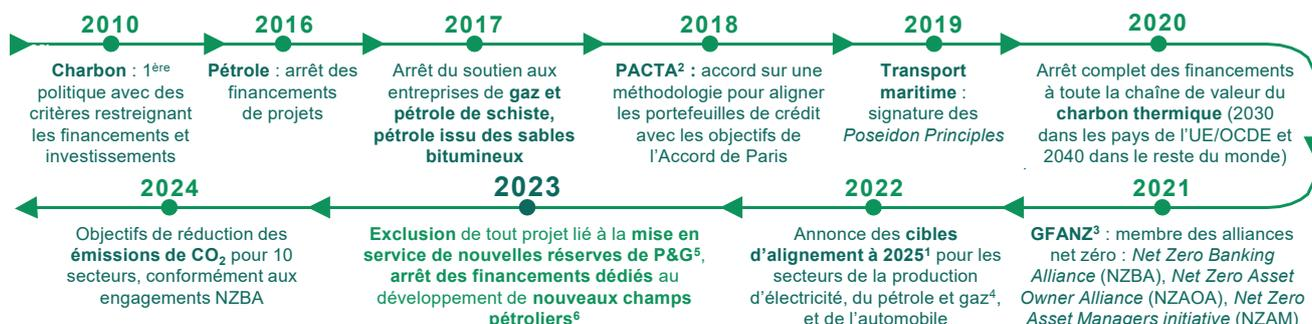 2010
Charbon : 1ère
politique avec des
critères restreignant
les financements et
investissements
2016
Pétrole : arrêt des
financements
de projets
2017
Arrêt du soutien aux
entreprises de gaz et
pétrole de schiste,
pétrole issu des sables
bitumineux
2018
PACTA² : accord sur une
méthodologie pour aligner
les portefeuilles de crédit
avec les objectifs de
l’Accord de Paris
2019
Transport
maritime :
signature des
Poseidon Principles
2020
Arrêt complet des financements
à toute la chaîne de valeur du
charbon thermique (2030
dans les pays de l’UE/OCDE et
2040 dans le reste du monde)
2021
GFANZ³ : membre des alliances
net zéro : Net Zero Banking
Alliance (NZBA), Net Zero Asset
Owner Alliance (NZAOA), Net Zero
Asset Managers initiative (NZAM)
2022
Annonce des cibles
d’alignement à 2025¹ pour les
secteurs de la production
d’électricité, du pétrole et gaz⁴,
et de l’automobile
2023
Exclusion de tout projet lié à la mise en
service de nouvelles réserves de P&G⁵,
arrêt des financements dédiés au
développement de nouveaux champs
pétroliers⁶
2024
Objectifs de réduction des
émissions de CO₂ pour 10
secteurs, conformément aux
engagements NZBA